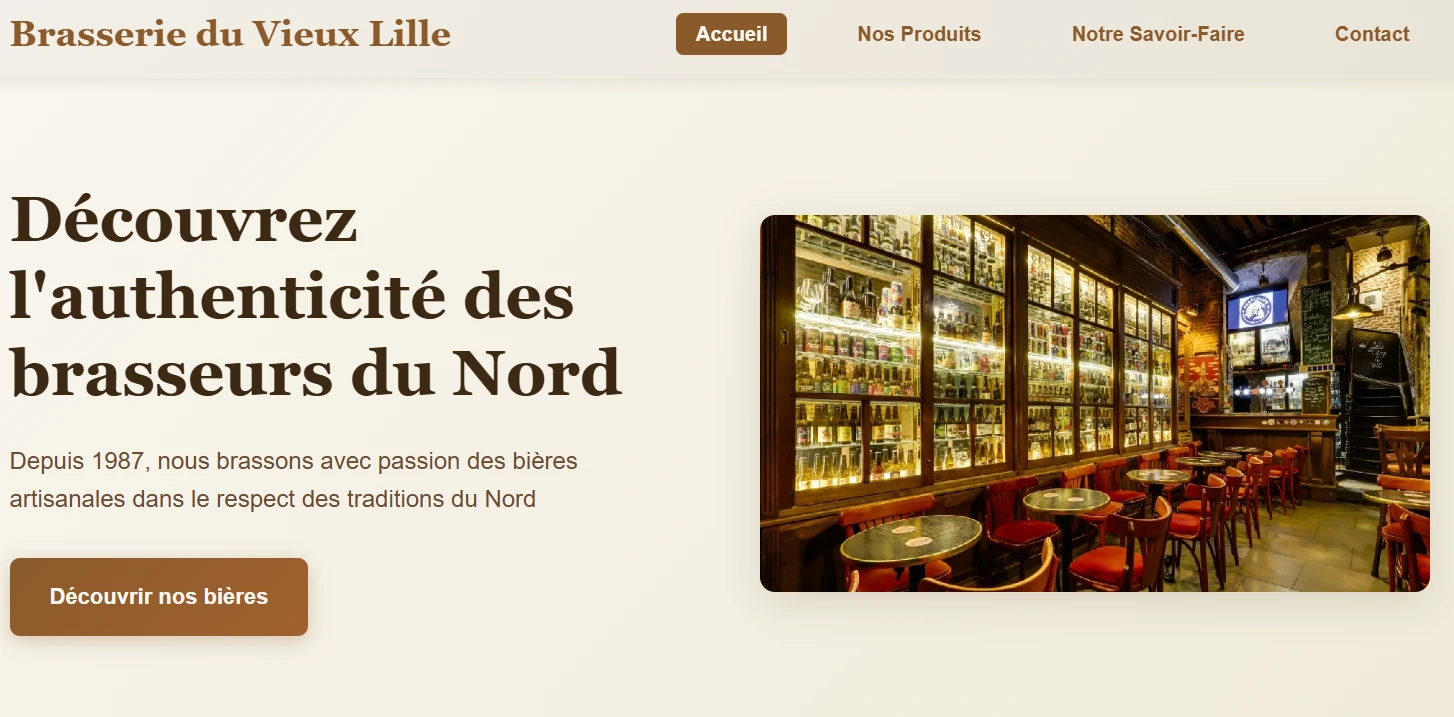 Brasserie du Vieux Lille
Accueil
Nos Produits
Notre Savoir-Faire
Contact
Découvrez
l'authenticité des
brasseurs du Nord
Depuis 1987, nous brassons avec passion des bières
artisanales dans le respect des traditions du Nord
Découvrir nos bières